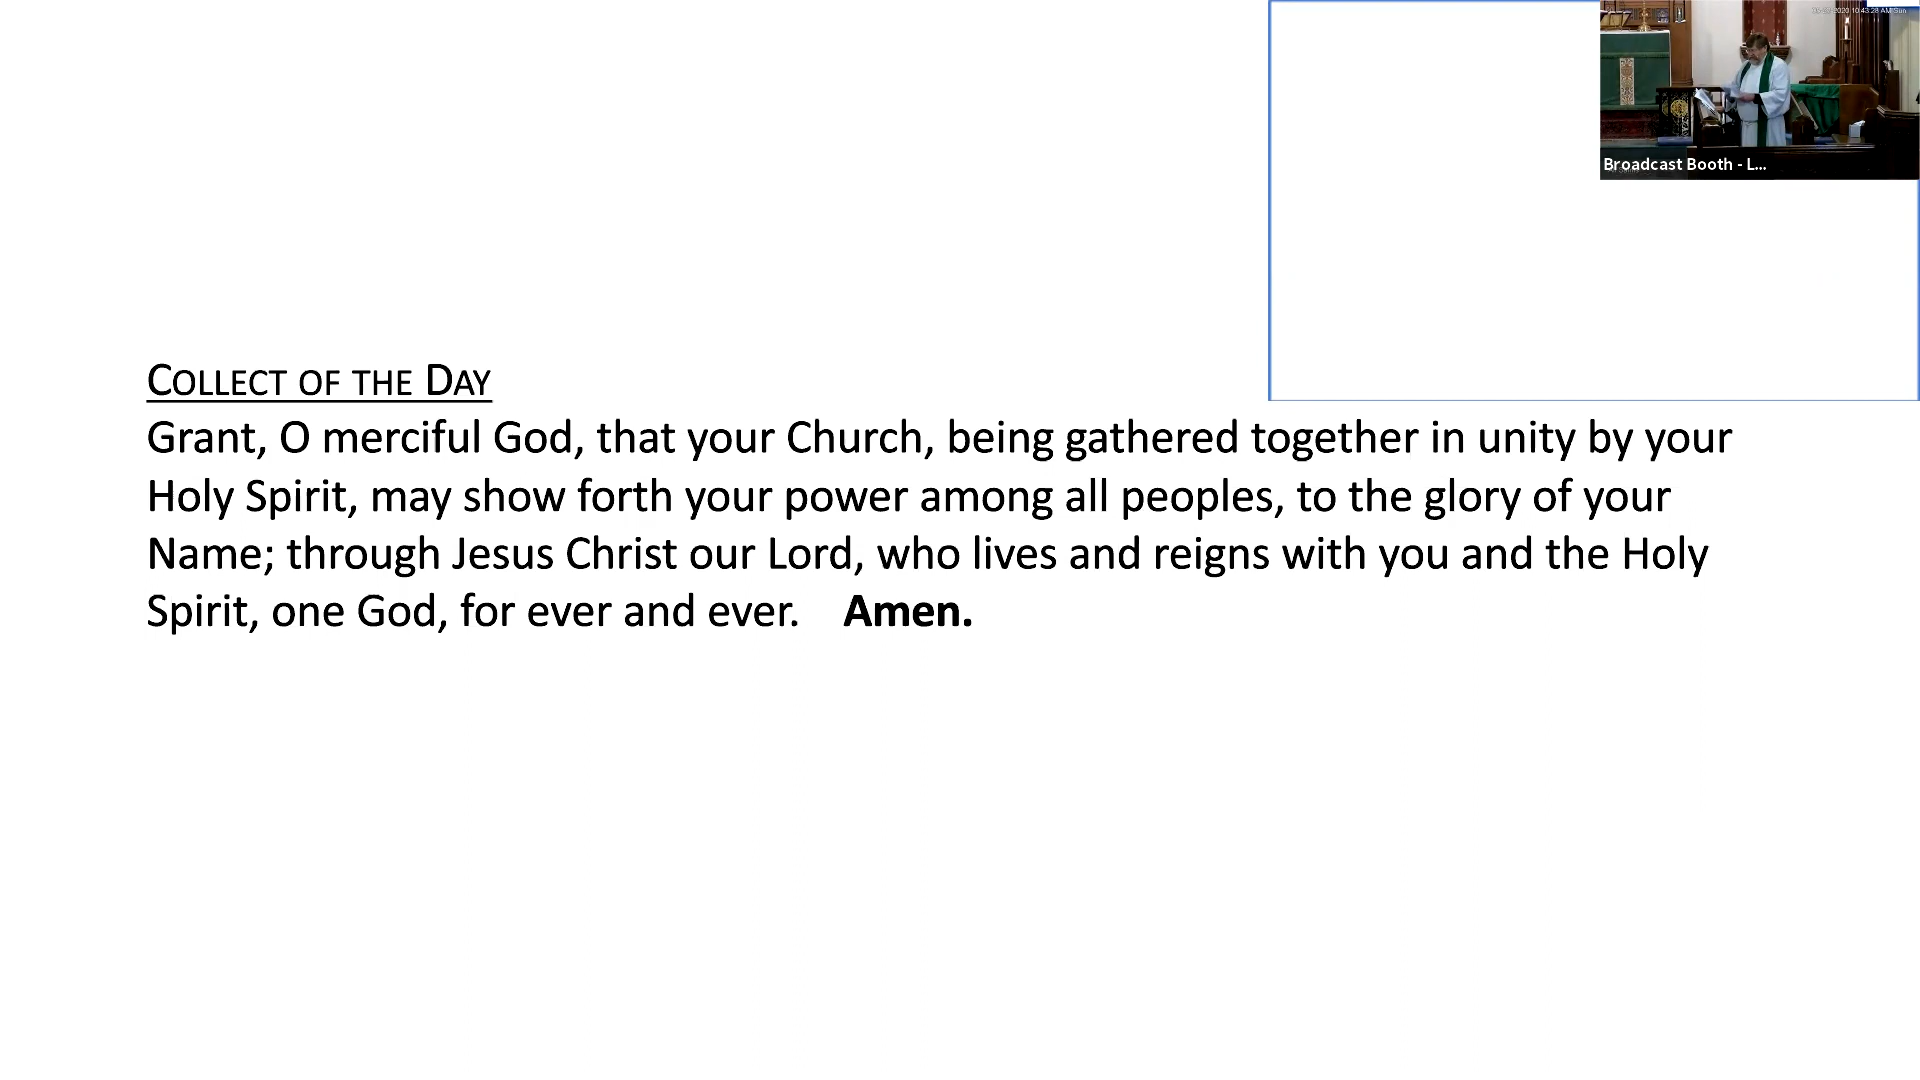 Broadcast Booth - L...
COLLECT OF THE DAY
Grant, O merciful God, that your Church, being gathered together in unity by your
Holy Spirit, may show forth your power among all peoples, to the glory of your
Name; through Jesus Christ our Lord, who lives and reigns with you and the Holy
Spirit, one God, for ever and ever. Amen.